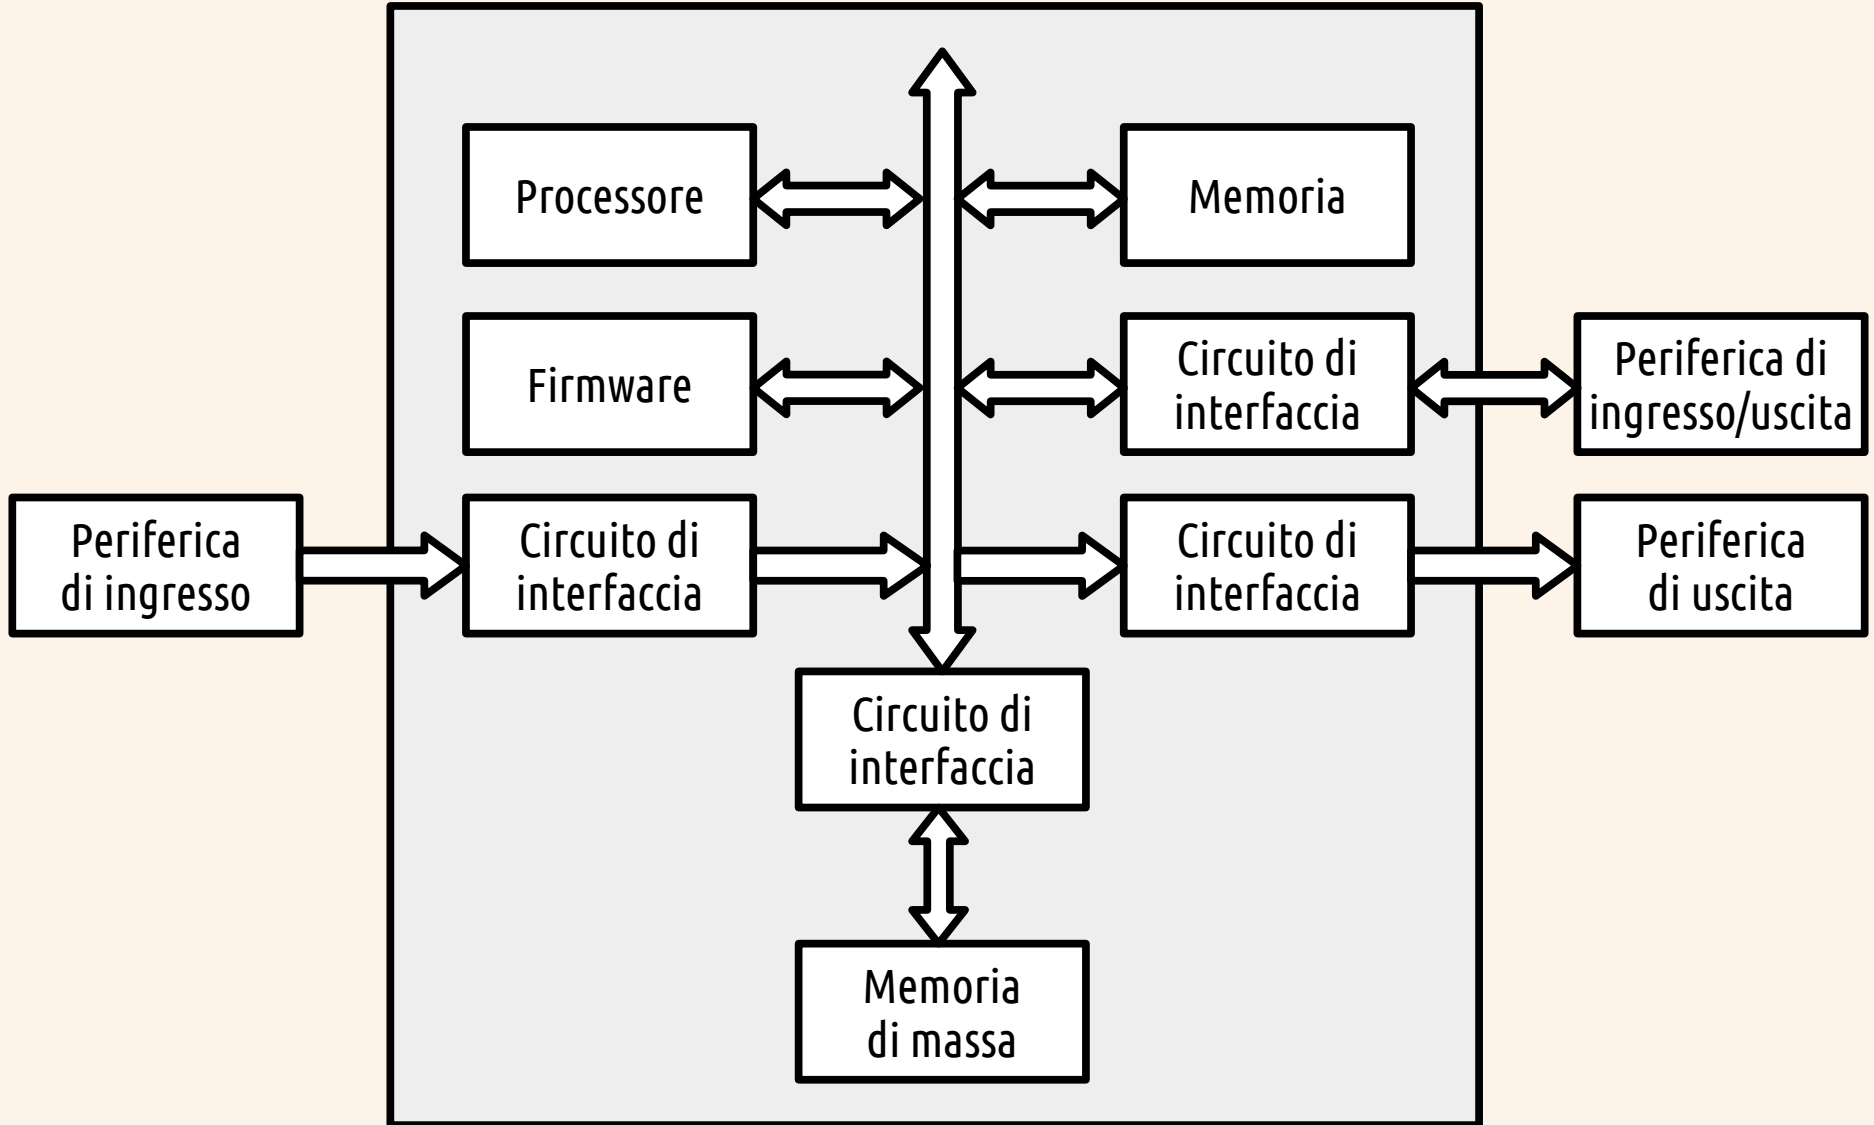 Processore
Memoria
Firmware
Circuito di
interfaccia
Periferica di
ingresso/uscita
Periferica
di ingresso
Circuito di
interfaccia
Circuito di
interfaccia
Periferica
di uscita
Circuito di
interfaccia
Memoria
di massa